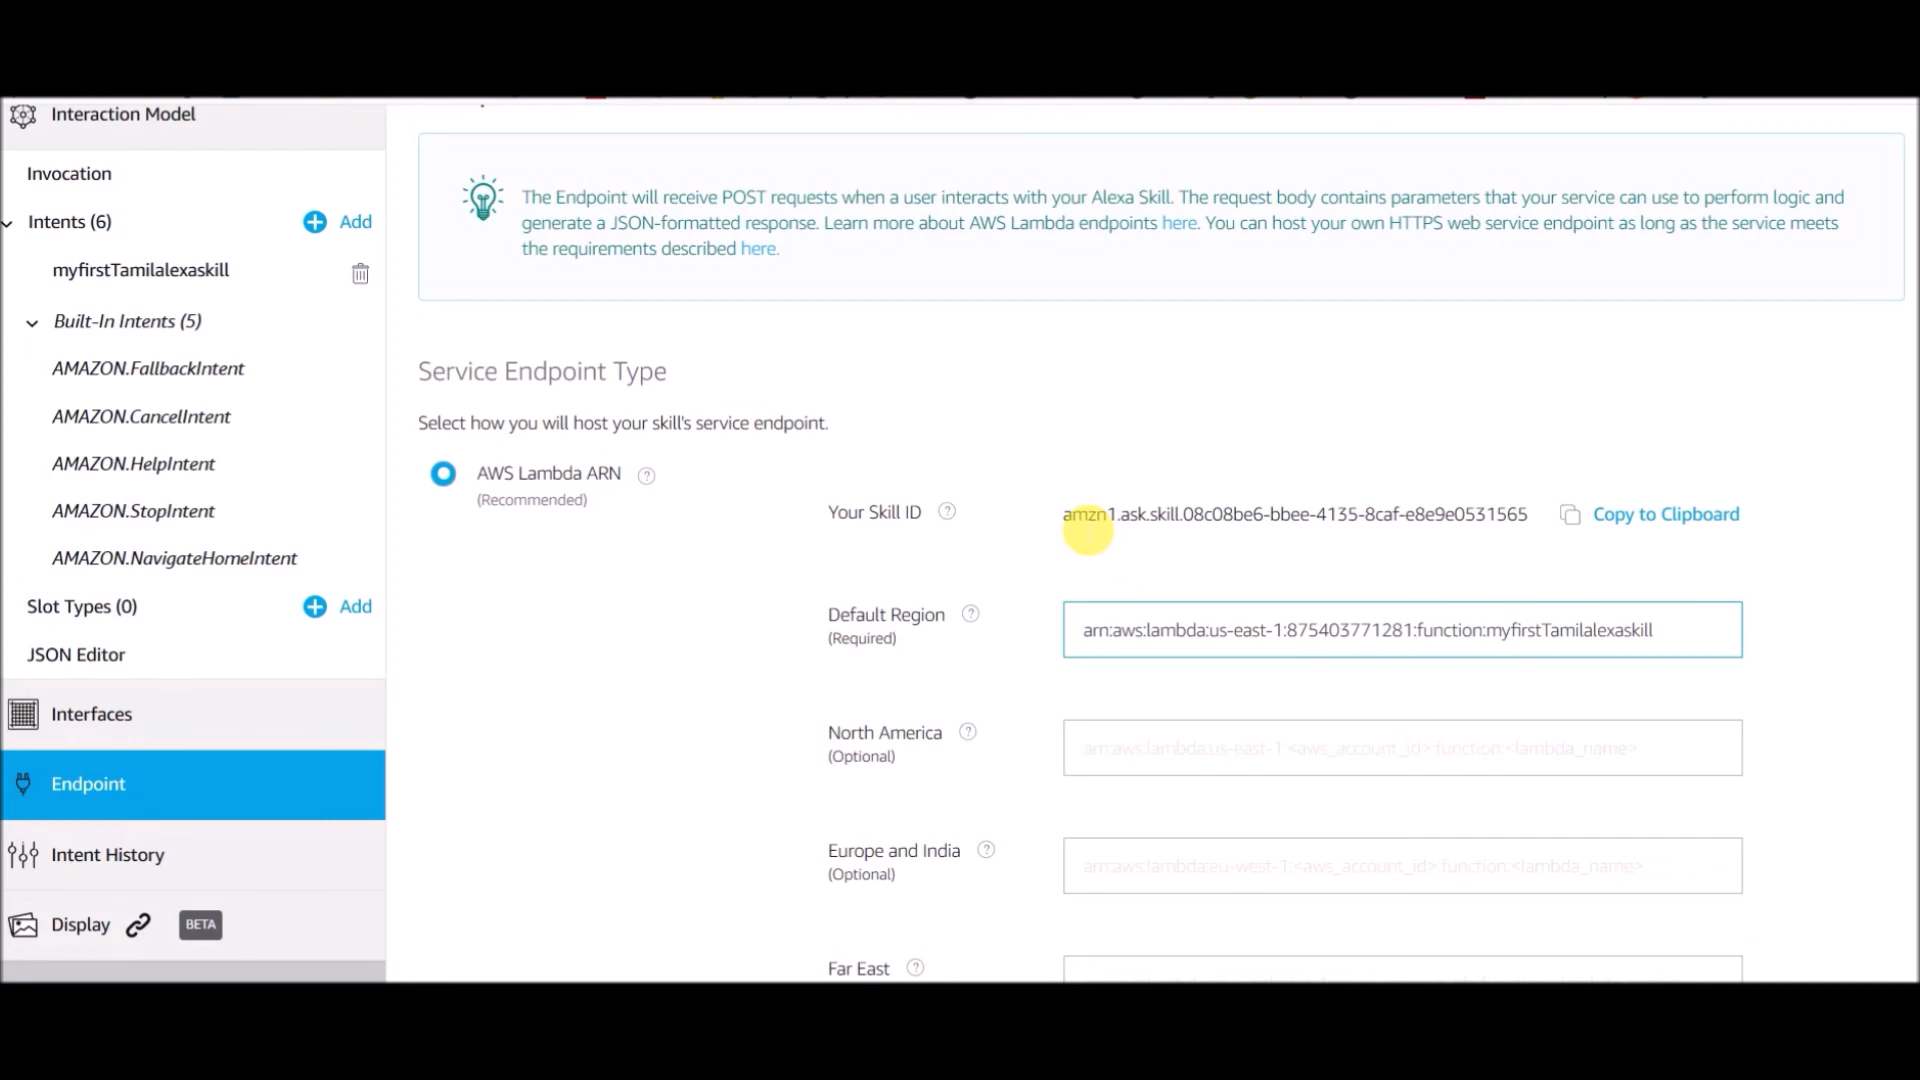 Interaction Model
Invocation
Intents (6)
Add
myfirstTamilalexaskill
Built-In Intents (5)
AMAZON.FallbackIntent
AMAZON.CancelIntent
AMAZON.HelpIntent
AMAZON.StopIntent
AMAZON.NavigateHomeIntent
Slot Types (0)
Add
JSON Editor
Interfaces
Endpoint
Intent History
Display
BETA
The Endpoint will receive POST requests when a user interacts with your Alexa Skill. The request body contains parameters that your service can use to perform logic and
generate a JSON-formatted response. Learn more about AWS Lambda endpoints here. You can host your own HTTPS web service endpoint as long as the service meets
the requirements described here.
Service Endpoint Type
Select how you will host your skill's service endpoint.
AWS Lambda ARN
(Recommended)
Your Skill ID
amzn1.ask.skill.08c08be6-bbee-4135-8caf-e8e9e0531565
Copy to Clipboard
Default Region
(Required)
arn:aws:lambda:us-east-1:875403771281:function:myfirstTamilalexaskill
North America
(Optional)
arn:aws:lambda:us-east-1:<aws_account_id>:function:<lambda_name>
Europe and India
(Optional)
arn:aws:lambda:eu-west-1:<aws_account_id>:function:<lambda_name>
Far East